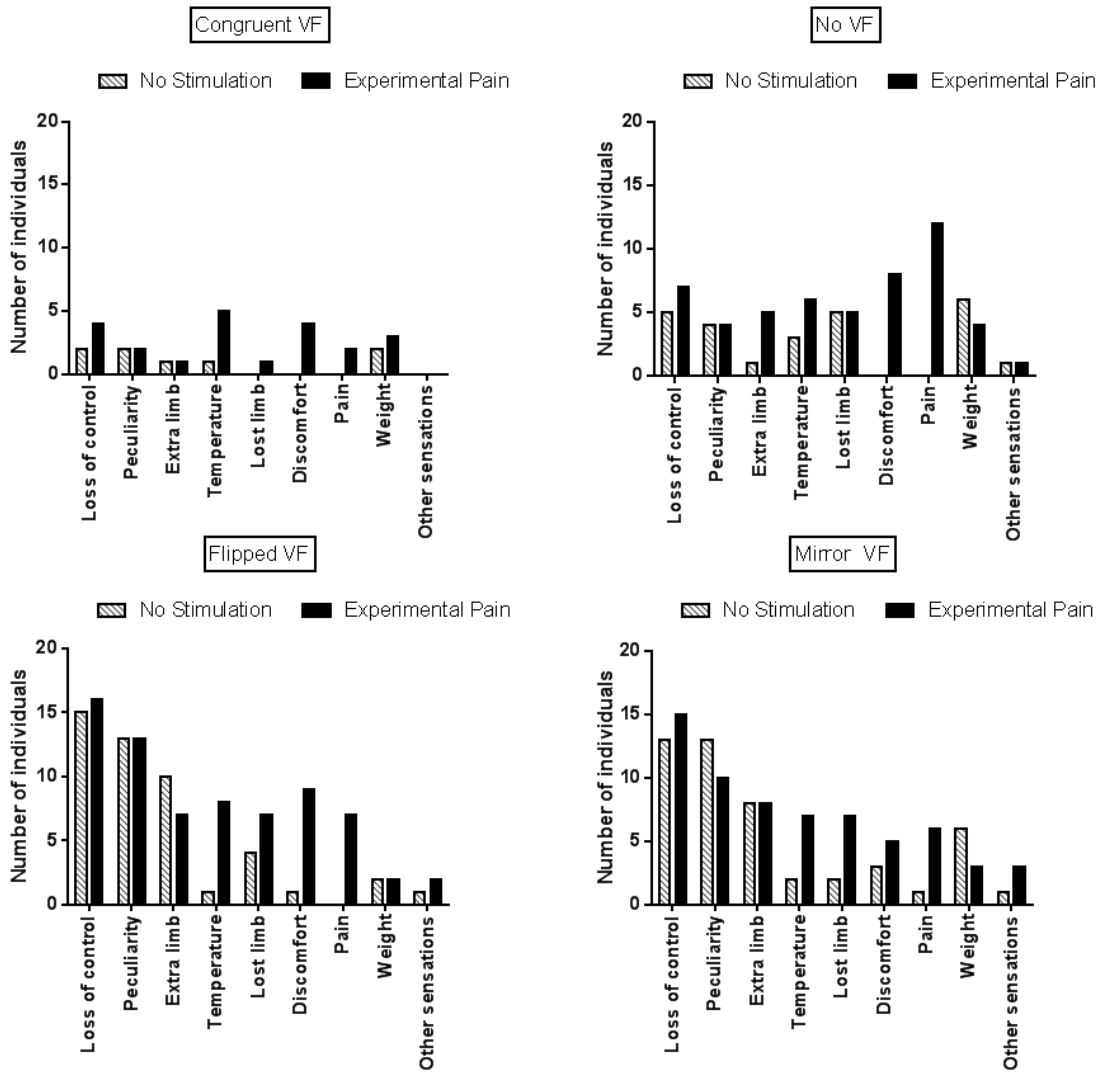 Congruent VF
No Stimulation Experimental Pain
Number of individuals
20
15
10
5
0
Loss of control
Peculiarity
Extra limb
Temperature
Lost limb
Discomfort
Pain
Weight
Other sensations
No VF
No Stimulation Experimental Pain
Number of individuals
20
15
10
5
0
Loss of control
Peculiarity
Extra limb
Temperature
Lost limb
Discomfort
Pain
Weight
Other sensations
Flipped VF
No Stimulation Experimental Pain
Number of individuals
20
15
10
5
0
Loss of control
Peculiarity
Extra limb
Temperature
Lost limb
Discomfort
Pain
Weight
Other sensations
Mirror VF
No Stimulation Experimental Pain
Number of individuals
20
15
10
5
0
Loss of control
Peculiarity
Extra limb
Temperature
Lost limb
Discomfort
Pain
Weight
Other sensations